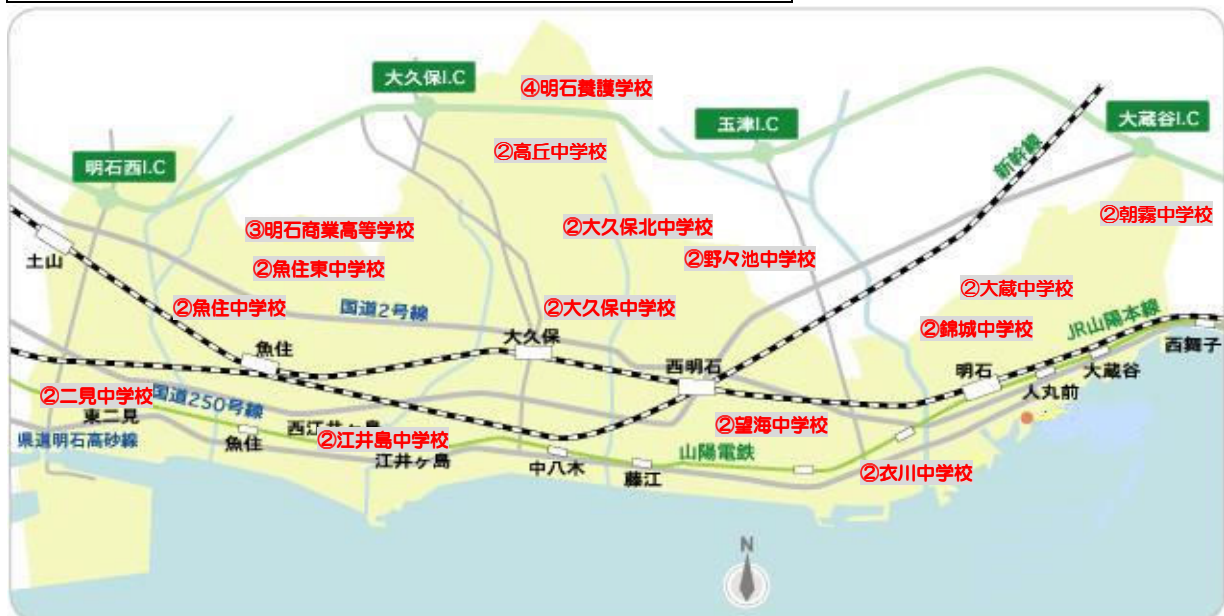 大久保I.C
④明石養護学校
玉津I.C
大蔵谷I.C
②高丘中学校
新幹線
明石西I.C
②朝霧中学校
③明石商業高等学校
②大久保北中学校
土山
②野々池中学校
②魚住東中学校
②大蔵中学校
②魚住中学校
国道2号線
②大久保中学校
②錦城中学校
JR山陽本線
大久保
西舞子
魚住
西明石
明石
大蔵谷
②二見中学校
国道250号線
人丸前
東二見
西江井ヶ島
②望海中学校
県道明石高砂線
魚住
②江井島中学校
山陽電鉄
江井ヶ島
中八木
藤江
②衣川中学校
N